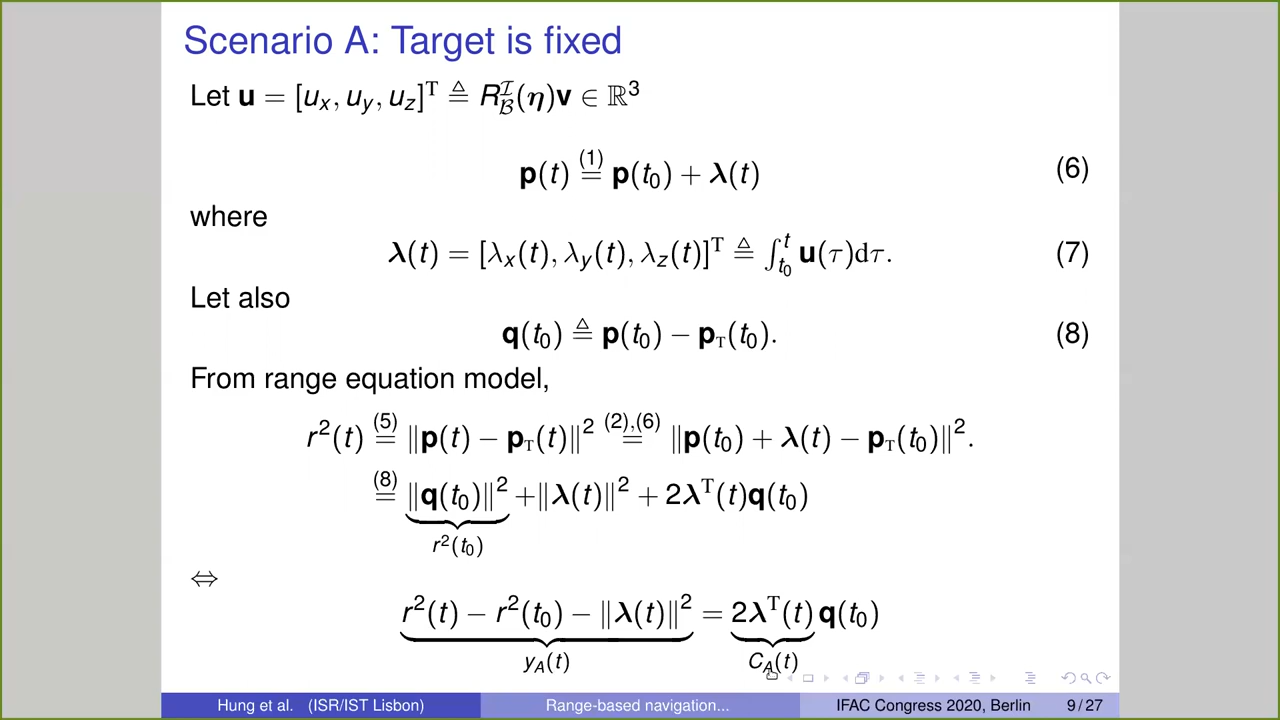 Scenario A: Target is fixed
Let u = [u_x, u_y, u_z]^T ≜ R_B^I(η)v ∈ ℝ^3
p(t) (1)= p(t_0) + λ(t) (6)
where
λ(t) = [λ_x(t), λ_y(t), λ_z(t)]^T ≜ ∫_{t_0}^t u(τ)dτ. (7)
Let also
q(t_0) ≜ p(t_0) − p_T(t_0). (8)
From range equation model,
r^2(t) (5)= ‖p(t) − p_T(t)‖^2 (2),(6)= ‖p(t_0) + λ(t) − p_T(t_0)‖^2.
(8)= ‖q(t_0)‖^2 +‖λ(t)‖^2 + 2λ^T(t)q(t_0)
r^2(t_0)
⇔
r^2(t) − r^2(t_0) − ‖λ(t)‖^2 = 2λ^T(t) q(t_0)
y_A(t) C_A(t)
Hung et al. (ISR/IST Lisbon) Range-based navigation... IFAC Congress 2020, Berlin 9 / 27